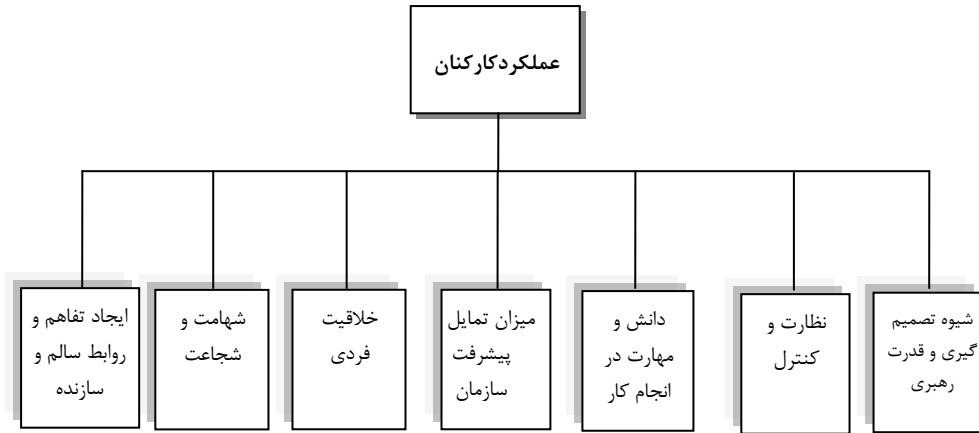 عملکردکارکنان
شیوه تصمیم
گیری و قدرت
رهبری
نظارت و
کنترل
دانش و
مهارت در
انجام کار
میزان تمایل
پیشرفت
سازمان
خلاقیت
فردی
شهامت و
شجاعت
ایجاد تفاهم و
روابط سالم و
سازنده